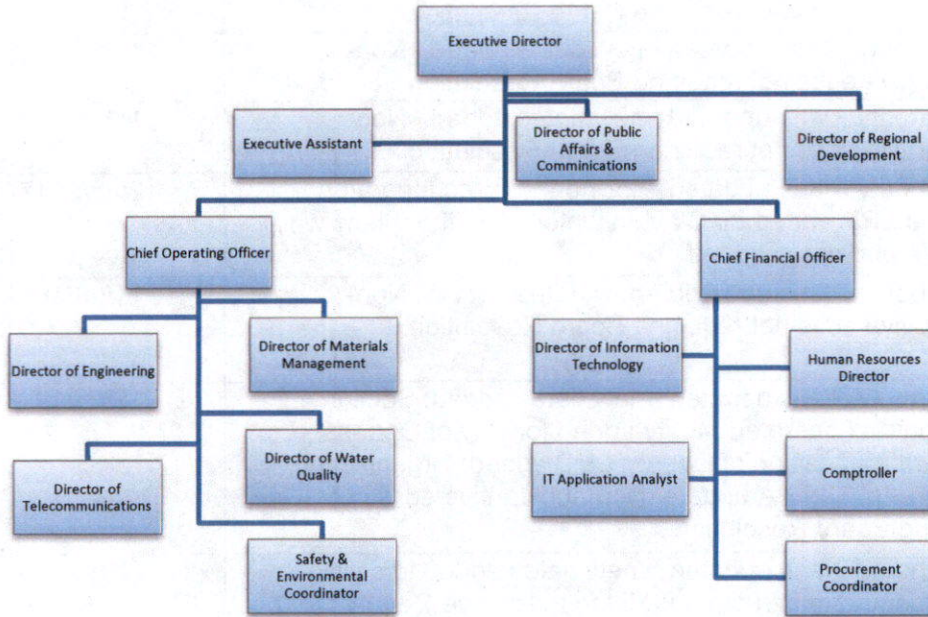 Executive Director
Executive Assistant
Director of Public
Affairs &
Comminications
Director of Regional
Development
Chief Operating Officer
Chief Financial Officer
Director of Engineering
Director of Materials
Management
Director of Information
Technology
Human Resources
Director
Director of
Telecommunications
Director of Water
Quality
IT Application Analyst
Comptroller
Safety &
Environmental
Coordinator
Procurement
Coordinator